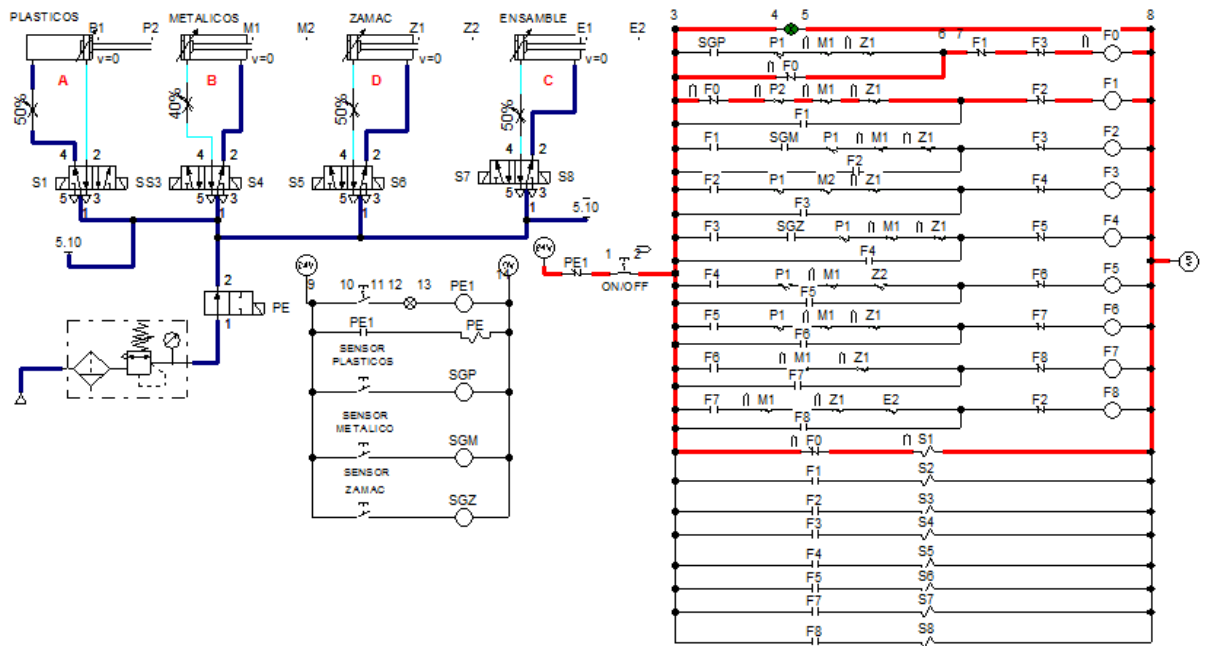 PLASTICOS METALICOS ZAMAC ENSAMBLE
P2 M1 M2 Z1 Z2 E1 E2
v=0 v=0 v=0 v=0
A B D C
50% 40% 50% 50%
4 2 4 2 4 2 4 2
S1 S4 S5 S6 S7 S8
5 3 5 3 5 3 5 3
1 1 1 1
5.10 5.10
2
PE
1
24V 0V
9 10 11 12 13 14 PE1
PE1 PE
SENSOR
PLASTICOS
SGP
SENSOR
METALICO
SGM
SENSOR
ZAMAC
SGZ
24V PE1 1 2
ON/OFF
3 4 5 8
SGP P1 M1 Z1 6 7 F1 F3 F0
F0
F0 P2 M1 Z1 F2 F1
F1
F1 SGM P1 M1 Z1 F3 F2
F2
F2 P1 M2 Z1 F4 F3
F3
F3 SGZ P1 M1 Z1 F5 F4
F4
F4 P1 M1 Z2 F6 F5
F5
F5 P1 M1 Z1 F7 F6
F6
F6 M1 Z1 F8 F7
F7
F7 M1 Z1 E2 F2 F8
F8
F0 S1
F1 S2
F2 S3
F3 S4
F4 S5
F5 S6
F7 S7
F8 S8